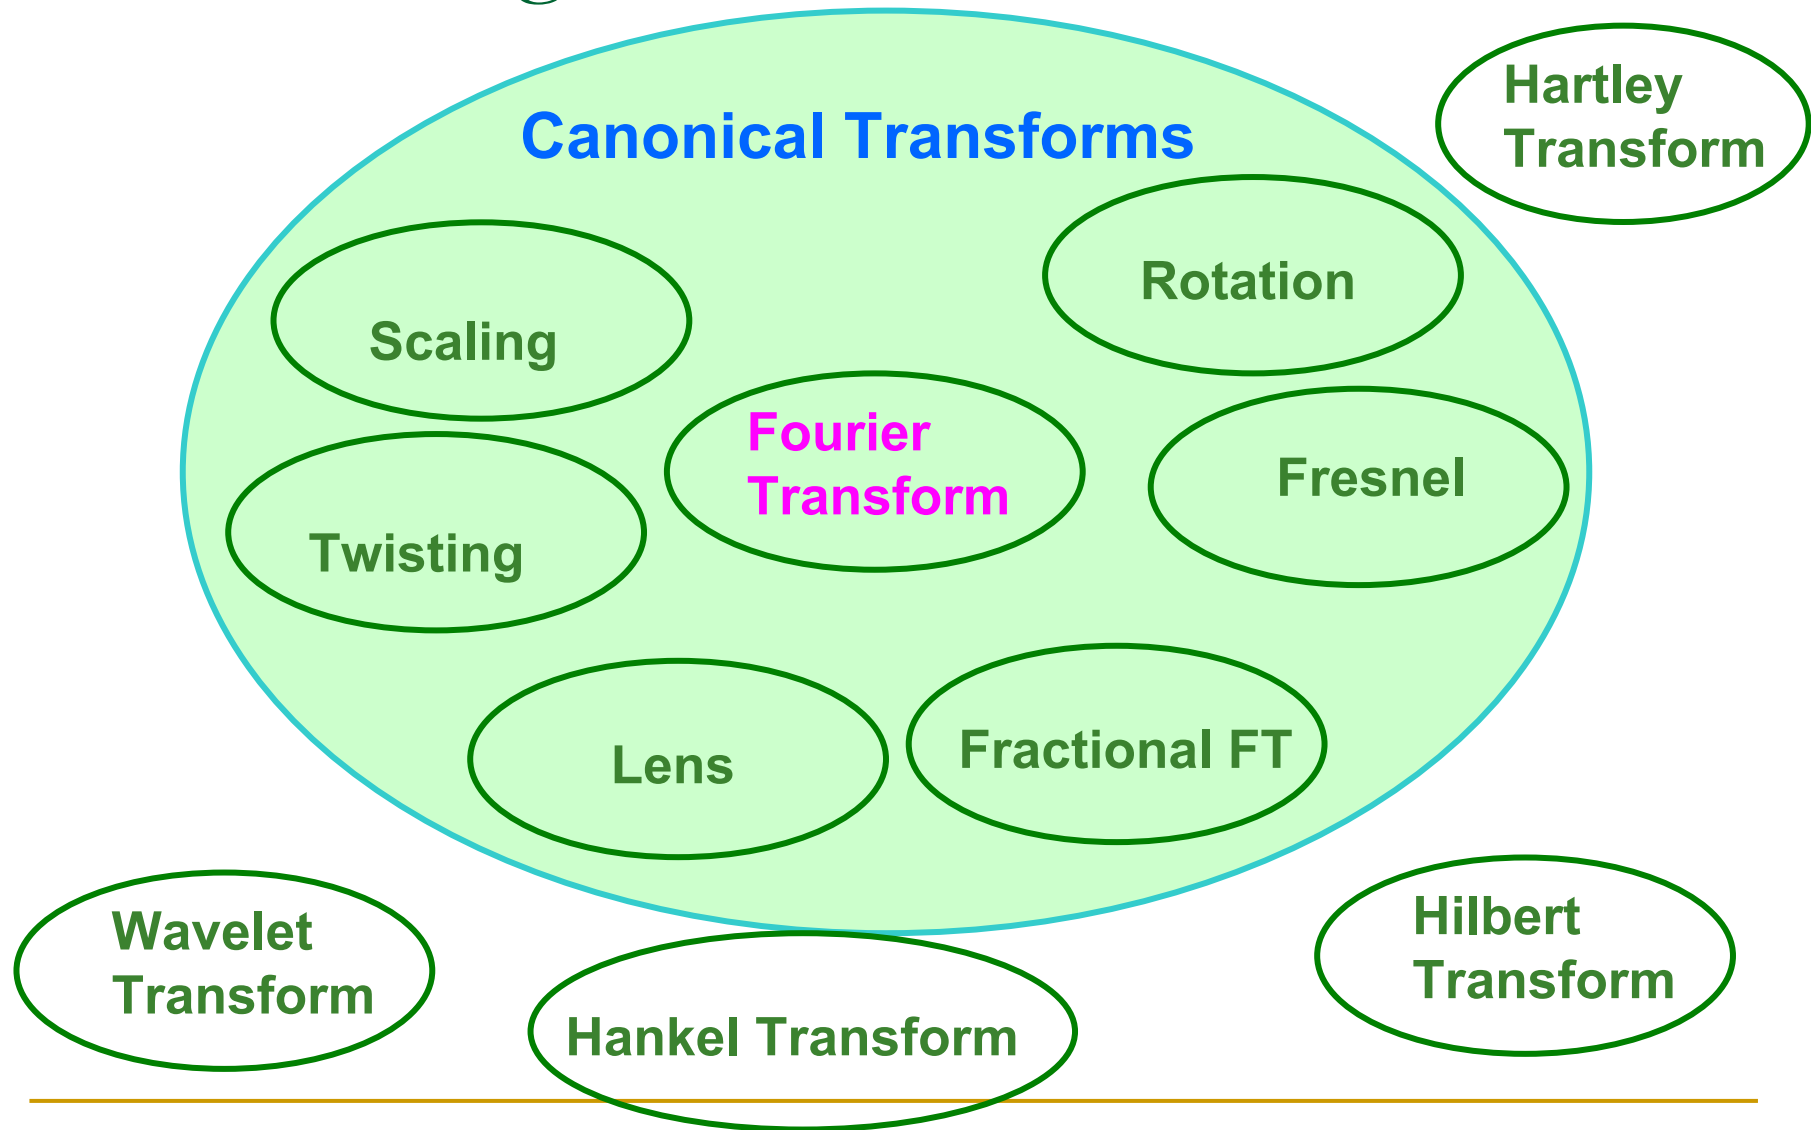 Hartley
Transform
Canonical Transforms
Rotation
Scaling
Fourier
Transform
Fresnel
Twisting
Fractional FT
Lens
Hilbert
Transform
Wavelet
Transform
Hankel Transform